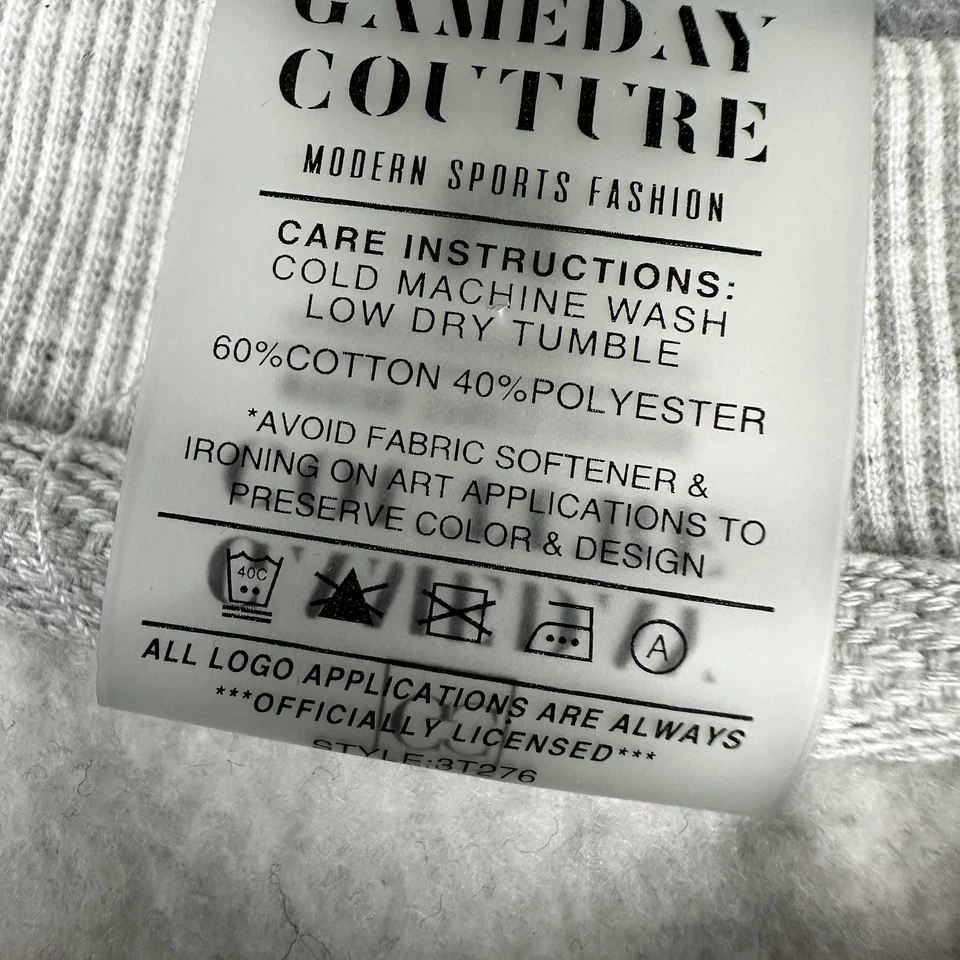 GAMEDAY
COUTURE
MODERN SPORTS FASHION
CARE INSTRUCTIONS:
COLD MACHINE WASH
LOW DRY TUMBLE
60%COTTON 40%POLYESTER
*AVOID FABRIC SOFTENER &
IRONING ON ART APPLICATIONS TO
PRESERVE COLOR & DESIGN
40C
A
ALL LOGO APPLICATIONS ARE ALWAYS
***OFFICIALLY LICENSED***
STYLE:3T276